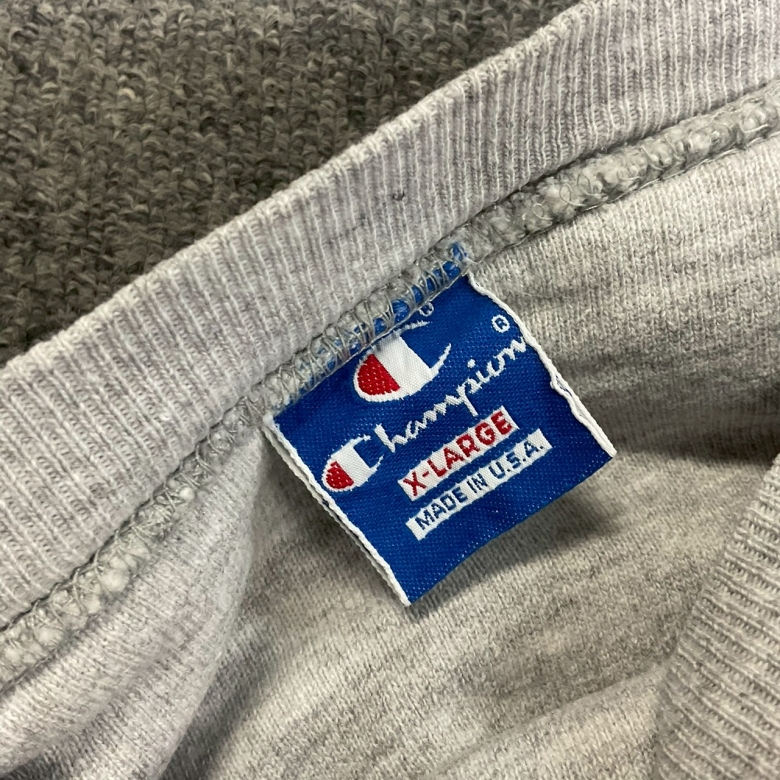 ®
Champion®
X-LARGE
MADE IN U.S.A.